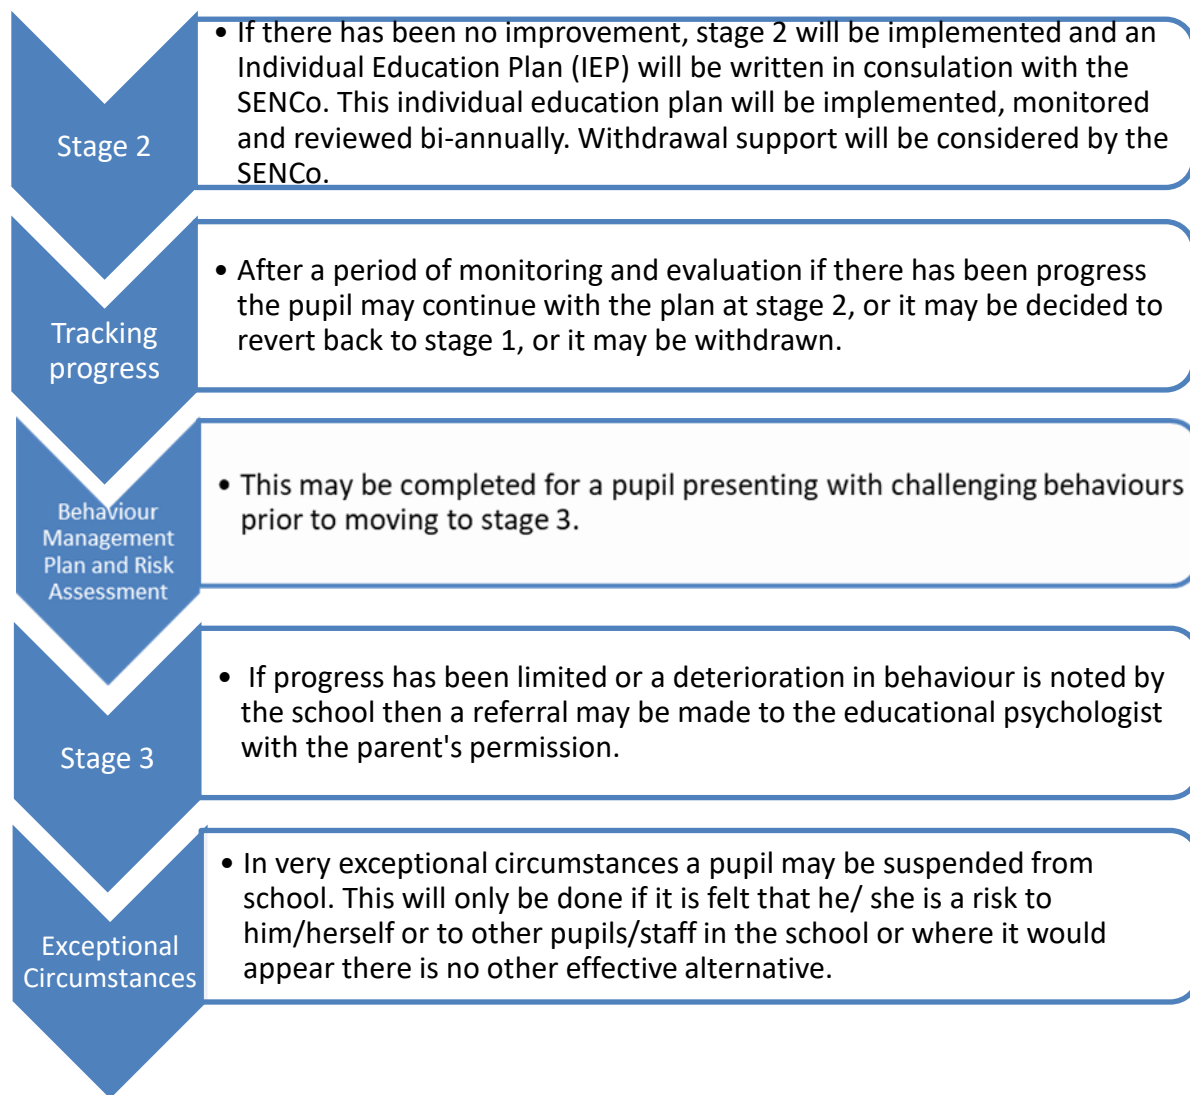 Stage 2
• If there has been no improvement, stage 2 will be implemented and an
Individual Education Plan (IEP) will be written in consulation with the
SENCo. This individual education plan will be implemented, monitored
and reviewed bi-annually. Withdrawal support will be considered by the
SENCo.
Tracking
progress
• After a period of monitoring and evaluation if there has been progress
the pupil may continue with the plan at stage 2, or it may be decided to
revert back to stage 1, or it may be withdrawn.
Behaviour
Management
Plan and Risk
Assessment
• This may be completed for a pupil presenting with challenging behaviours
prior to moving to stage 3.
Stage 3
• If progress has been limited or a deterioration in behaviour is noted by
the school then a referral may be made to the educational psychologist
with the parent's permission.
Exceptional
Circumstances
• In very exceptional circumstances a pupil may be suspended from
school. This will only be done if it is felt that he/ she is a risk to
him/herself or to other pupils/staff in the school or where it would
appear there is no other effective alternative.